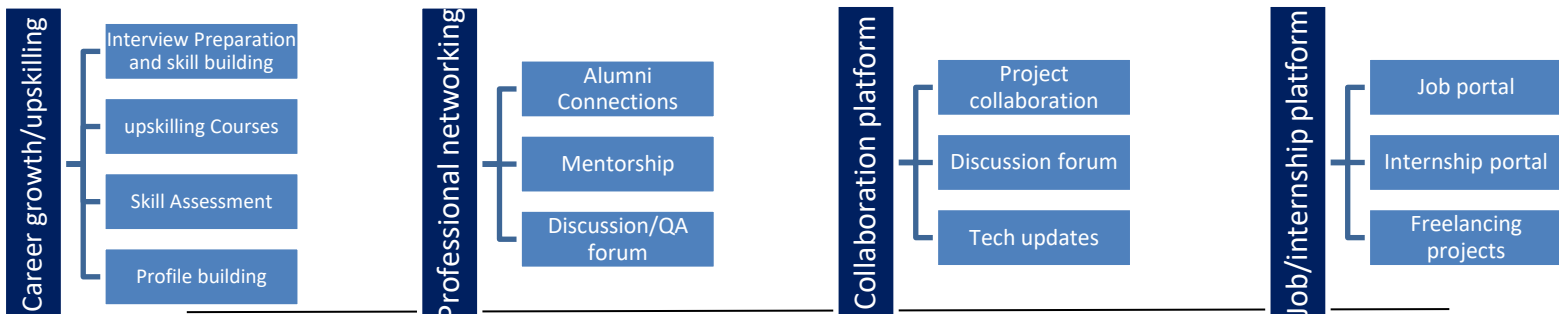 Career growth/upskilling
Interview Preparation
and skill building
upskilling Courses
Skill Assessment
Profile building
Professional networking
Alumni
Connections
Mentorship
Discussion/QA
forum
Collaboration platform
Project
collaboration
Discussion forum
Tech updates
Job/internship platform
Job portal
Internship portal
Freelancing
projects